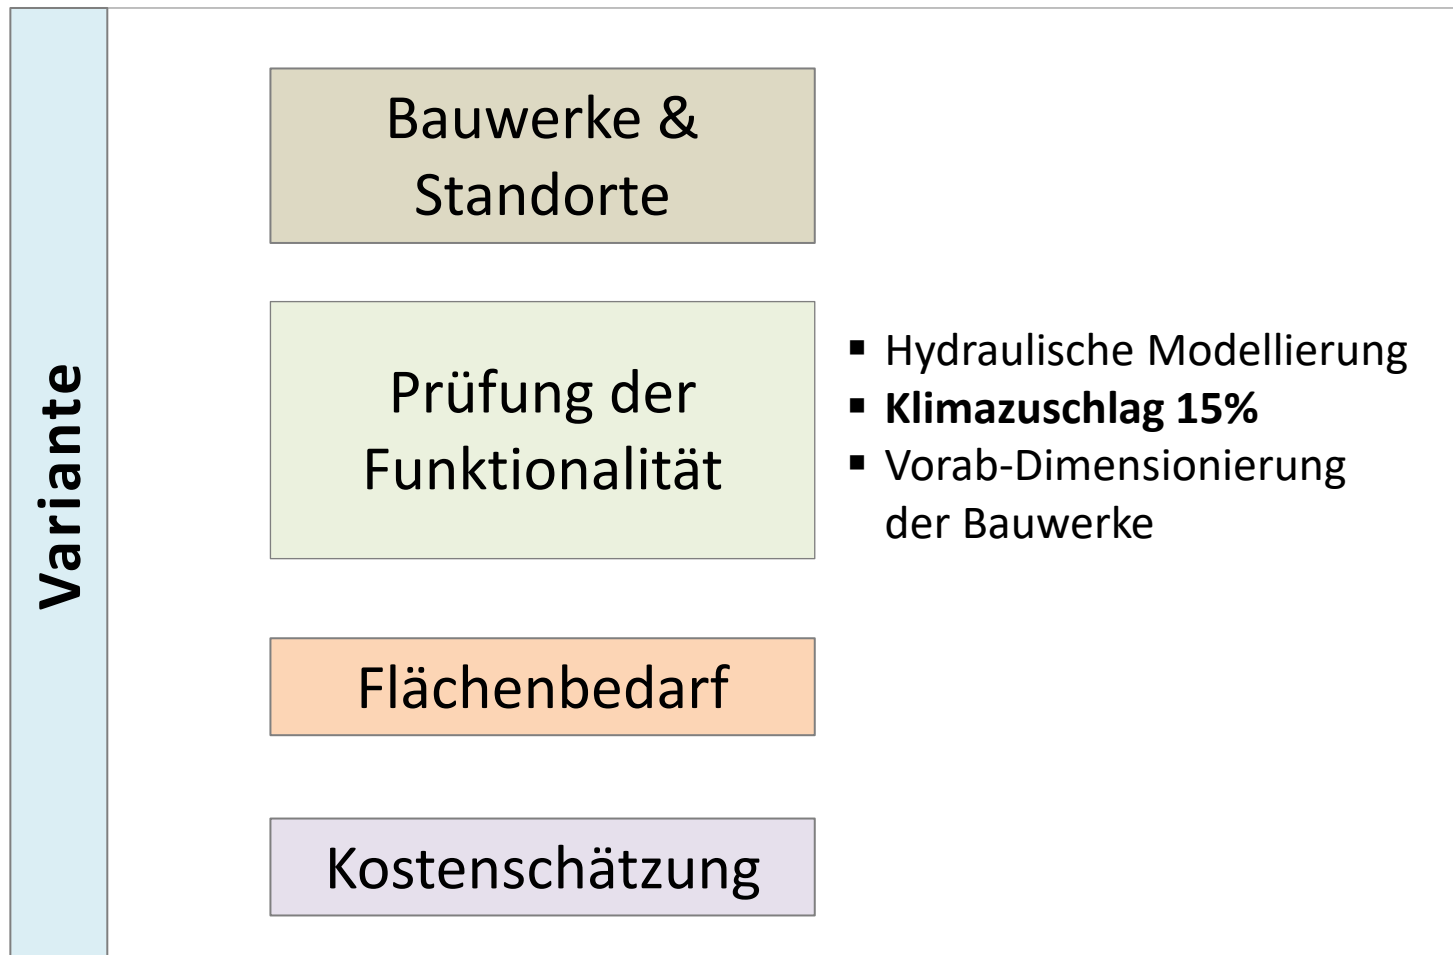 Variante
Bauwerke &
Standorte
Prüfung der
Funktionalität
▪ Hydraulische Modellierung
▪ Klimazuschlag 15%
▪ Vorab-Dimensionierung
der Bauwerke
Flächenbedarf
Kostenschätzung